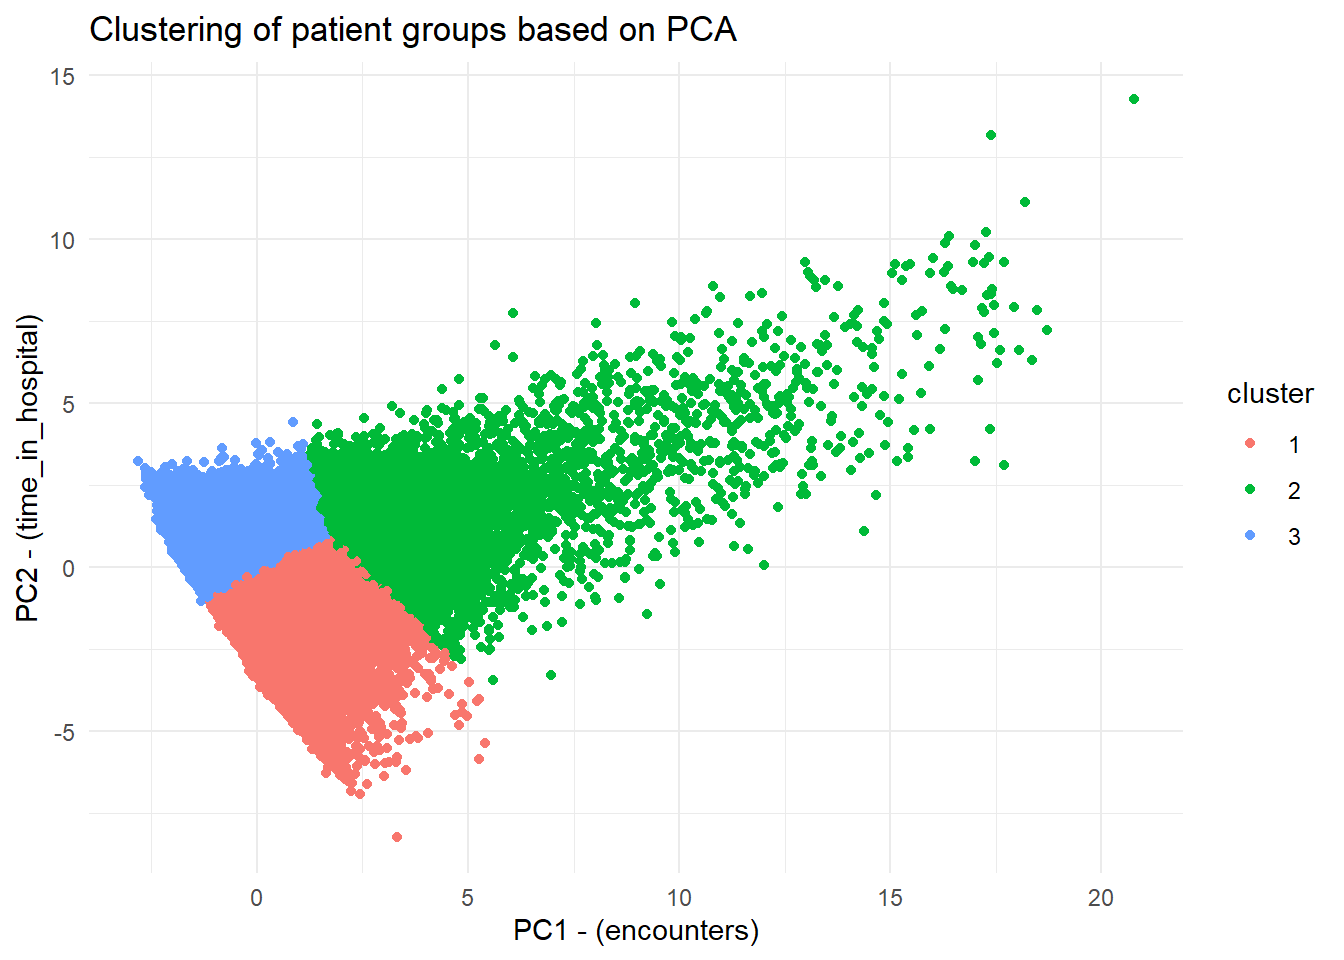 Clustering of patient groups based on PCA
15
10
5
0
-5
PC2 - (time_in_hospital)
0 5 10 15 20
PC1 - (encounters)
cluster
1
2
3